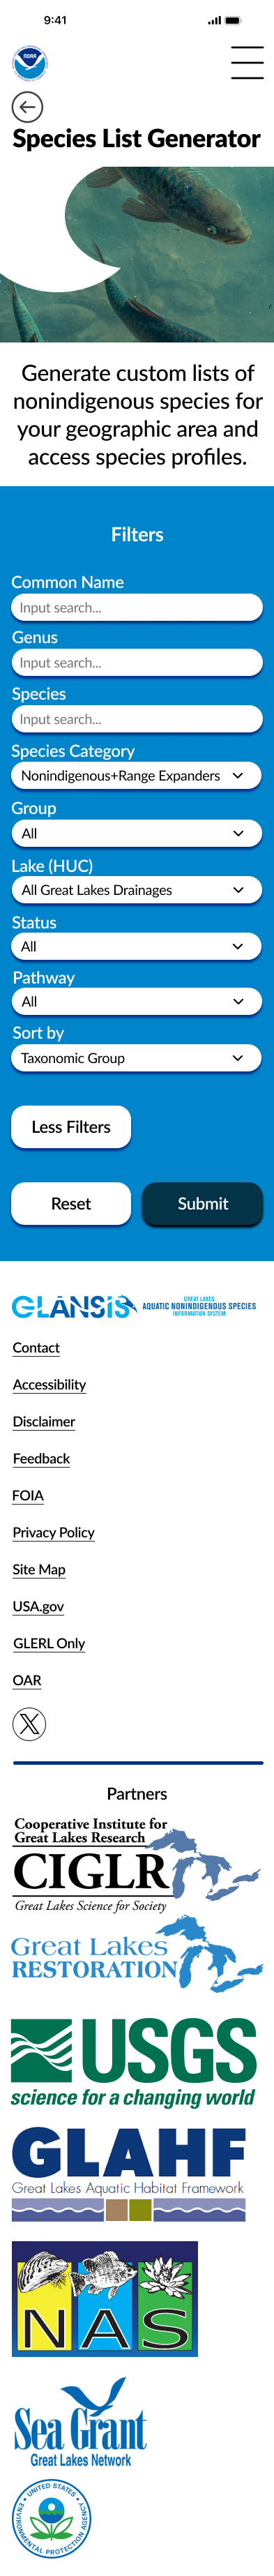 9:41
NOAA
Species List Generator
Generate custom lists of
nonindigenous species for
your geographic area and
access species profiles.
Filters
Common Name
Input search...
Genus
Input search...
Species
Input search...
Species Category
Nonindigenous+Range Expanders
Group
All
Lake (HUC)
All Great Lakes Drainages
Status
All
Pathway
All
Sort by
Taxonomic Group
Less Filters
Reset
Submit
GLANSIS
GREAT LAKES
AQUATIC NONINDIGENOUS SPECIES
INFORMATION SYSTEM
Contact
Accessibility
Disclaimer
Feedback
FOIA
Privacy Policy
Site Map
USA.gov
GLERL Only
OAR
X
Partners
Cooperative Institute for
Great Lakes Research
CIGLR
Great Lakes Science for Society
Great Lakes
RESTORATION
USGS
science for a changing world
GLAHF
Great Lakes Aquatic Habitat Framework
NAS
Sea Grant
Great Lakes Network
UNITED STATES
ENVIRONMENTAL PROTECTION AGENCY